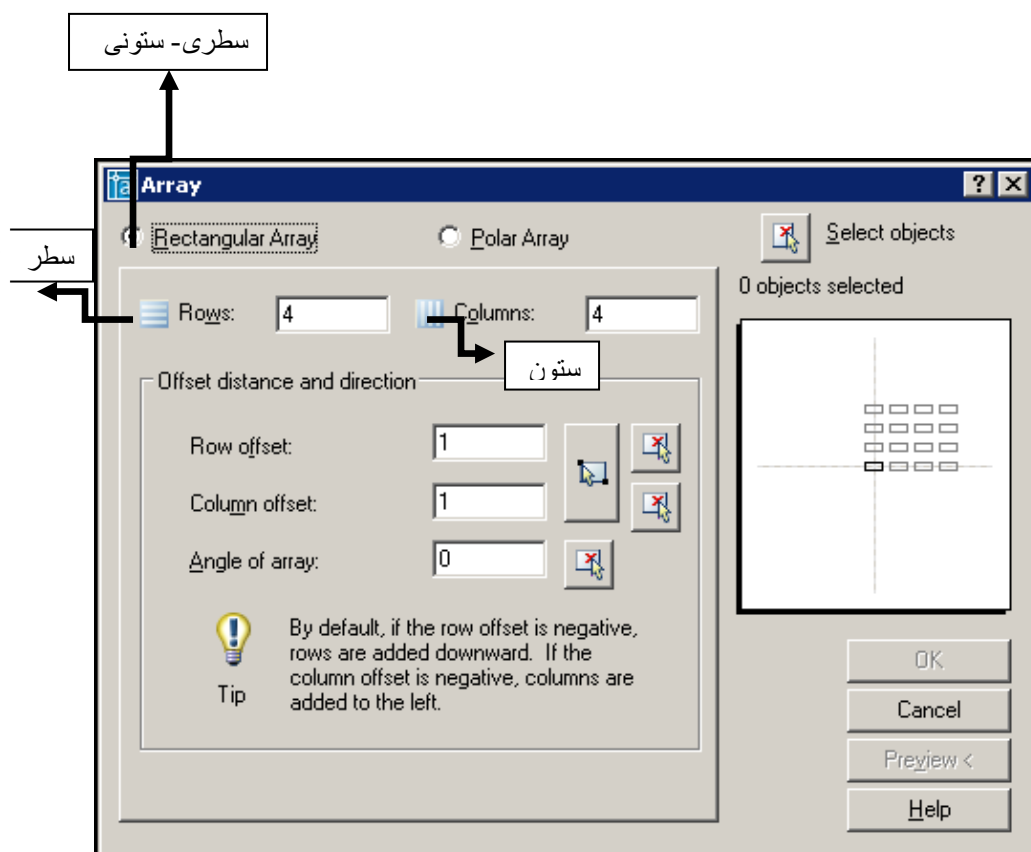 سطری- ستونی
Array
Rectangular Array
Polar Array
Select objects
سطر
0 objects selected
Rows: 4
Columns: 4
ستون
Offset distance and direction
Row offset: 1
Column offset: 1
Angle of array: 0
By default, if the row offset is negative,
rows are added downward. If the
column offset is negative, columns are
added to the left.
Tip
OK
Cancel
Preview <
Help